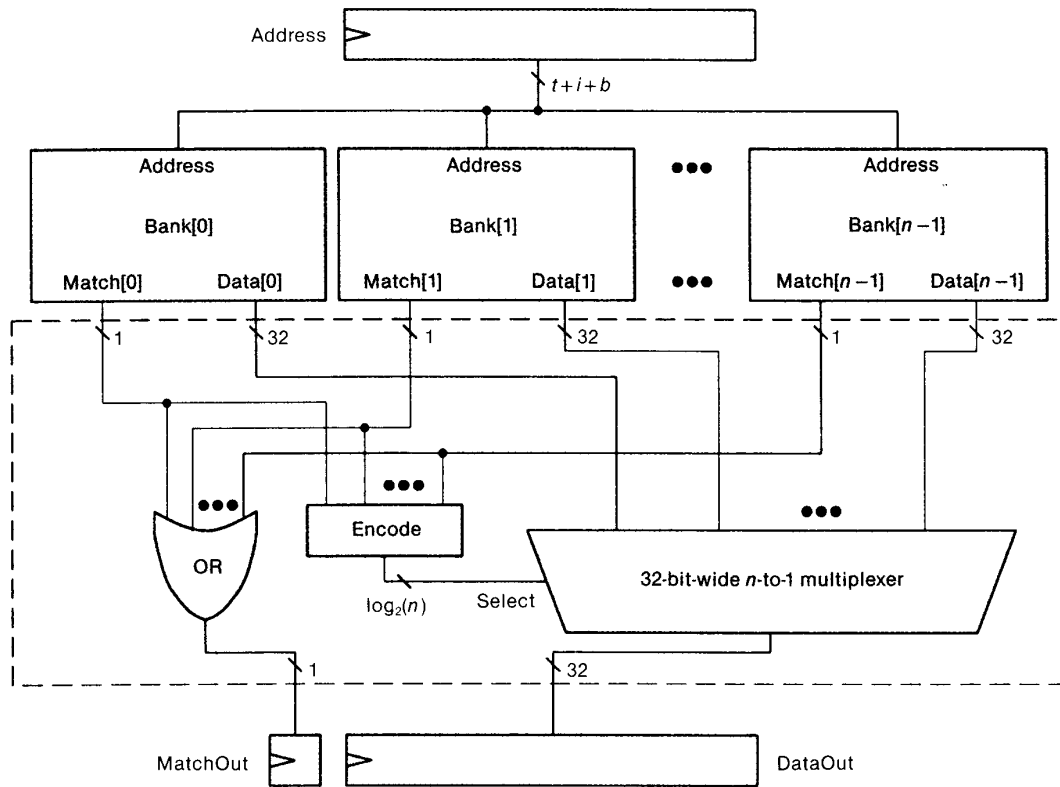 Address
t+i+b
Address
Address
●●●
Address
Bank[0]
Bank[1]
Bank[n−1]
Match[0]
Data[0]
Match[1]
Data[1]
●●●
Match[n−1]
Data[n−1]
1
32
1
32
1
32
●●●
●●●
●●●
Encode
OR
32-bit-wide n-to-1 multiplexer
log₂(n)
Select
1
32
MatchOut
DataOut